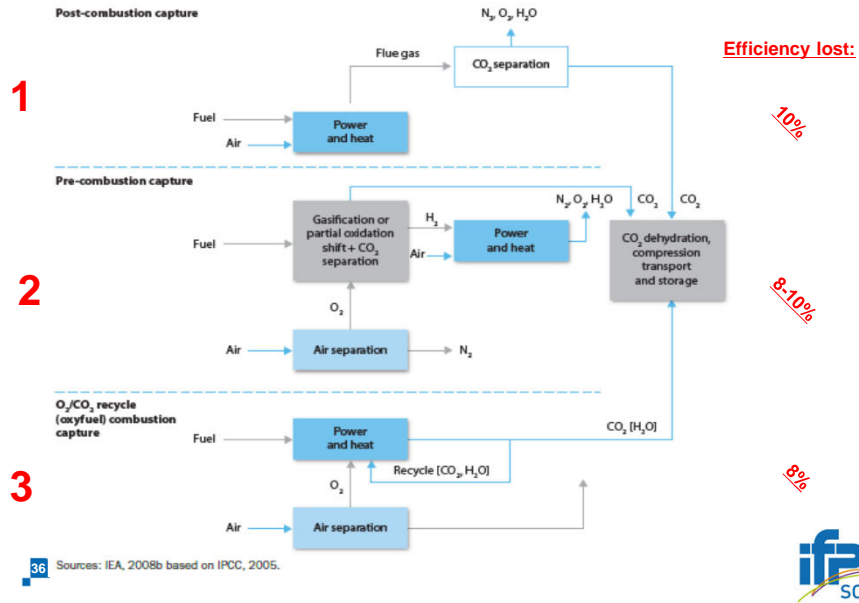 Post-combustion capture
N₂, O₂, H₂O
Efficiency lost:
Flue gas
CO₂ separation
1
10%
Fuel
Power
and heat
Air
Pre-combustion capture
N₂, O₂, H₂O
CO₂
CO₂
Gasification or
partial oxidation
shift + CO₂
separation
H₂
Fuel
Air
Power
and heat
CO₂ dehydration,
compression
transport
and storage
2
8-10%
O₂
Air
Air separation
N₂
O₂/CO₂ recycle
(oxyfuel) combustion
capture
Fuel
Power
and heat
CO₂ [H₂O]
Recycle [CO₂, H₂O]
3
8%
O₂
Air
Air separation
36
Sources: IEA, 2008b based on IPCC, 2005.